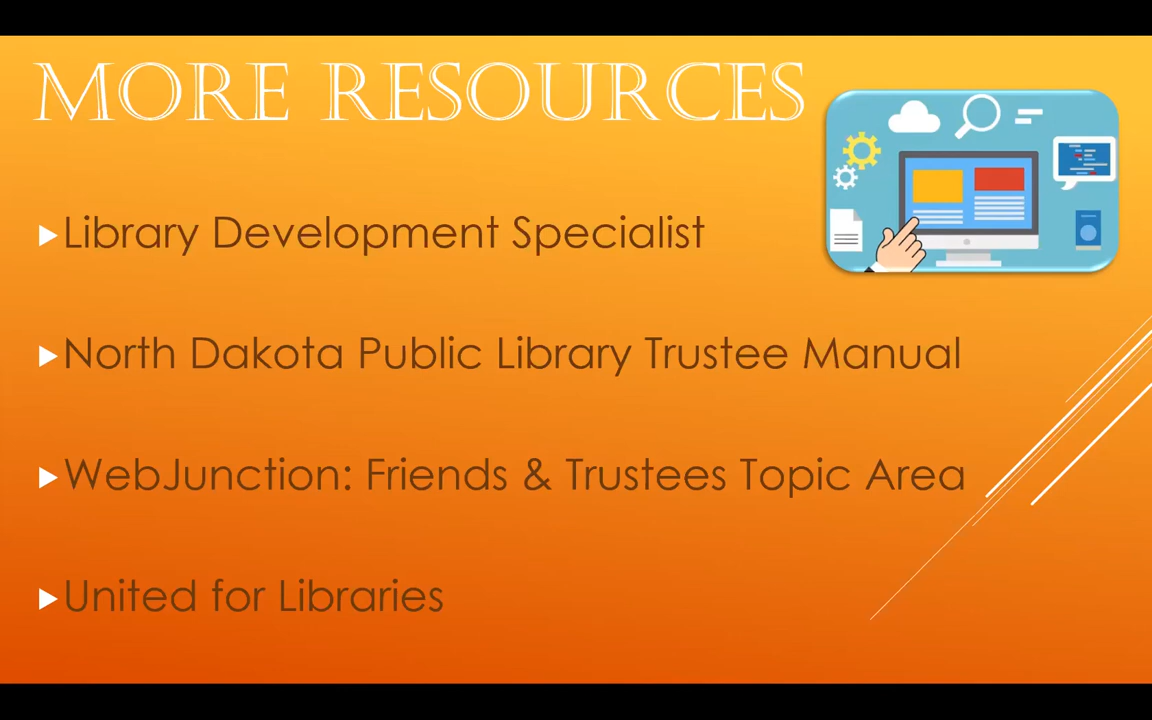 MORE RESOURCES
Library Development Specialist
North Dakota Public Library Trustee Manual
WebJunction: Friends & Trustees Topic Area
United for Libraries